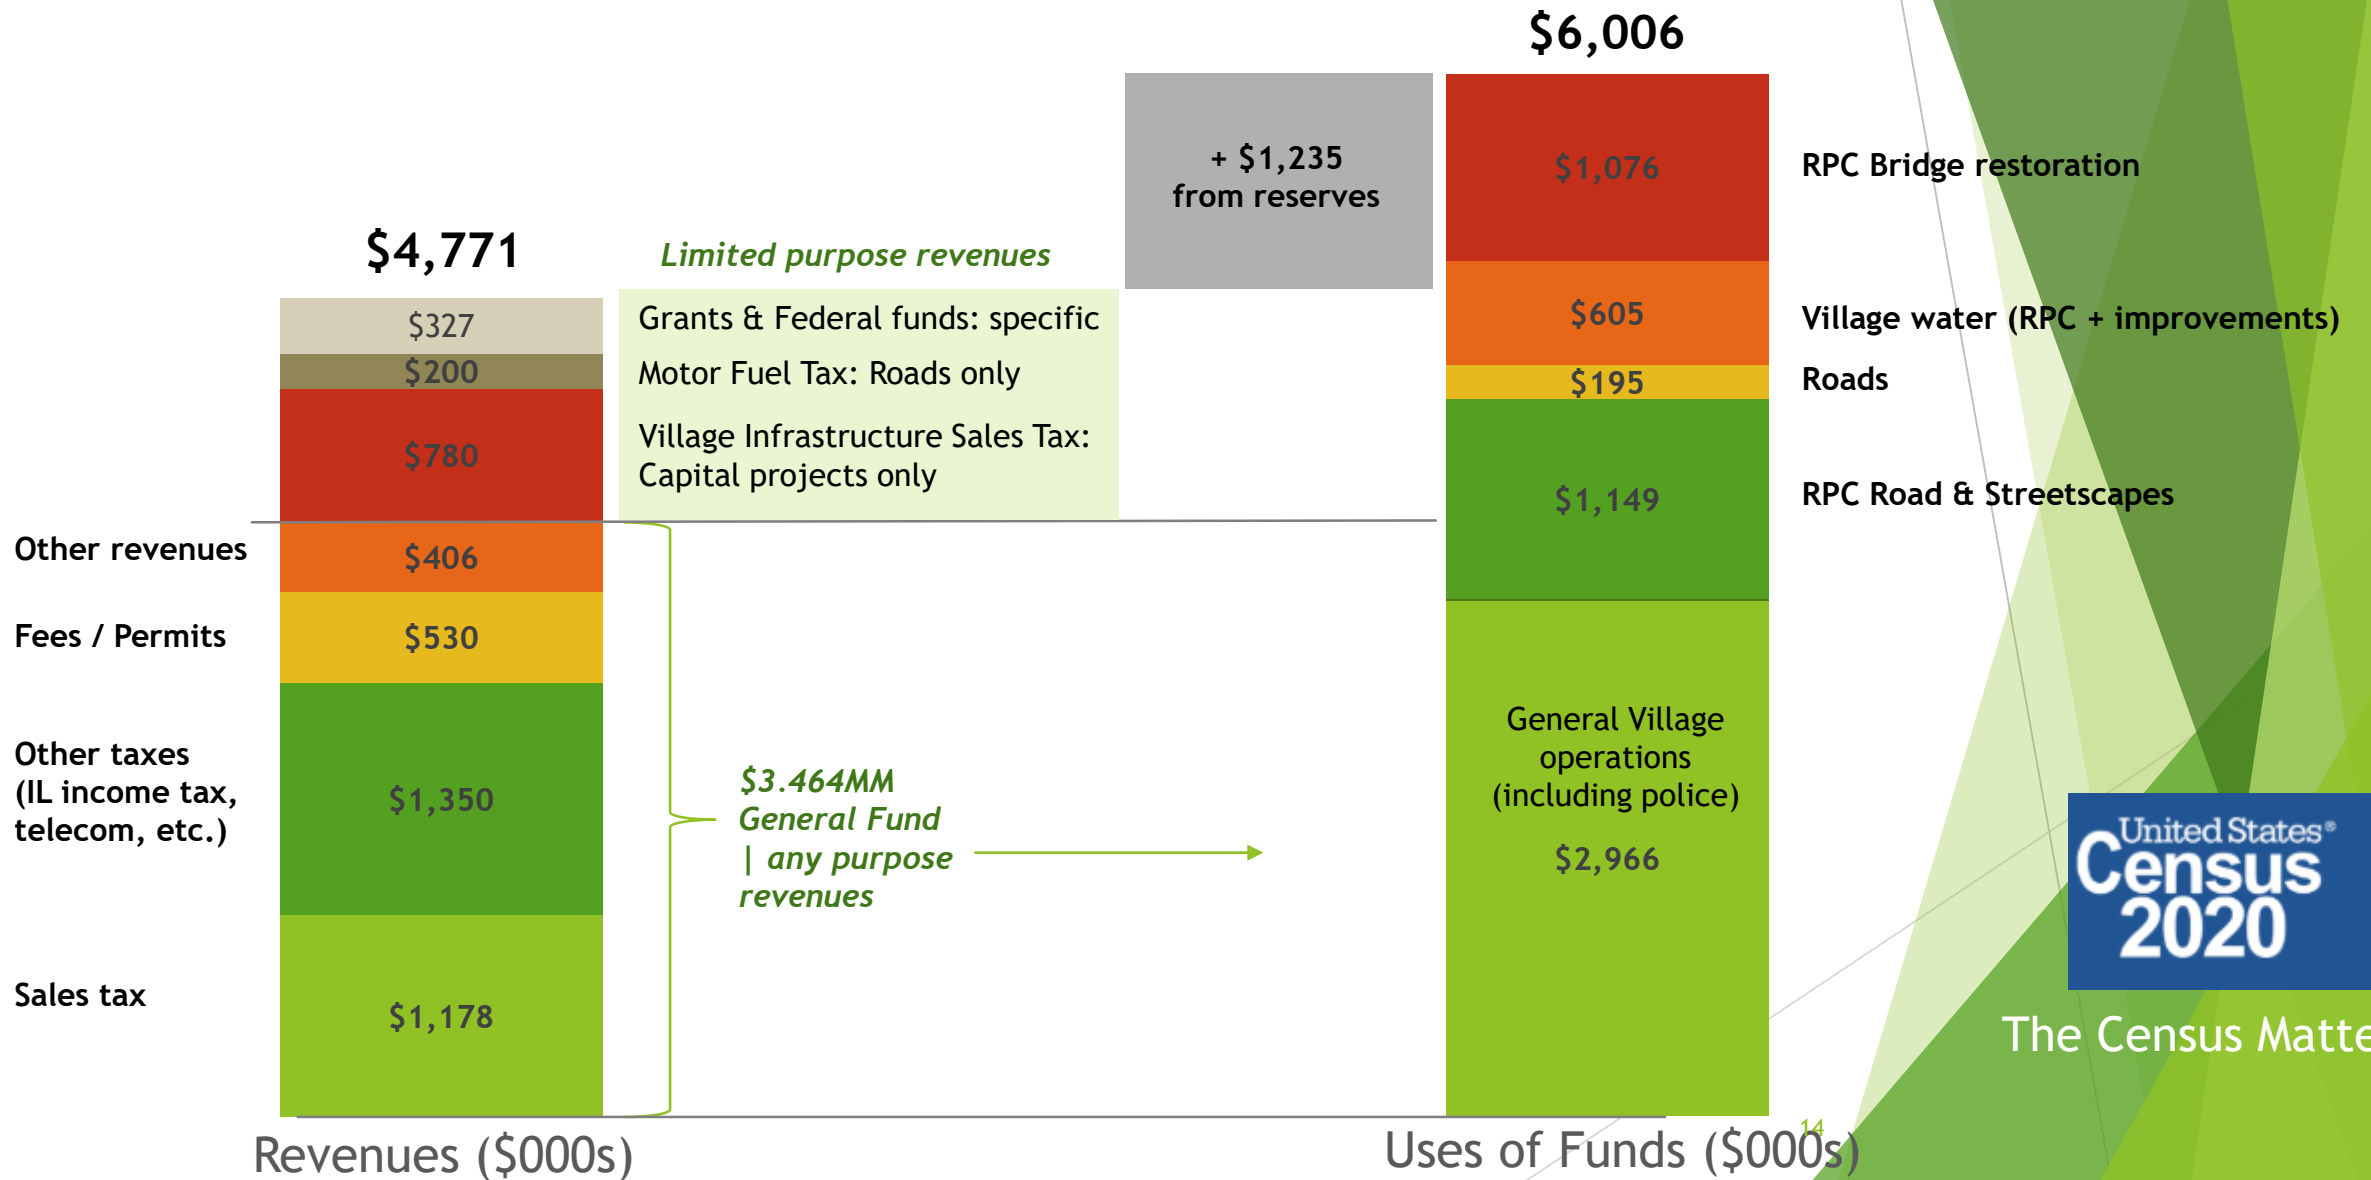 $6,006
+ $1,235
from reserves
$1,076
RPC Bridge restoration
$4,771
Limited purpose revenues
$327
Grants & Federal funds: specific
$605
Village water (RPC + improvements)
$200
Motor Fuel Tax: Roads only
$195
Roads
$780
Village Infrastructure Sales Tax:
Capital projects only
$1,149
RPC Road & Streetscapes
Other revenues
$406
Fees / Permits
$530
Other taxes
(IL income tax,
telecom, etc.)
$1,350
$3.464MM
General Fund
| any purpose
revenues
General Village
operations
(including police)
$2,966
United States®
Census
2020
Sales tax
$1,178
The Census Matte
14
Revenues ($000s)
Uses of Funds ($000s)